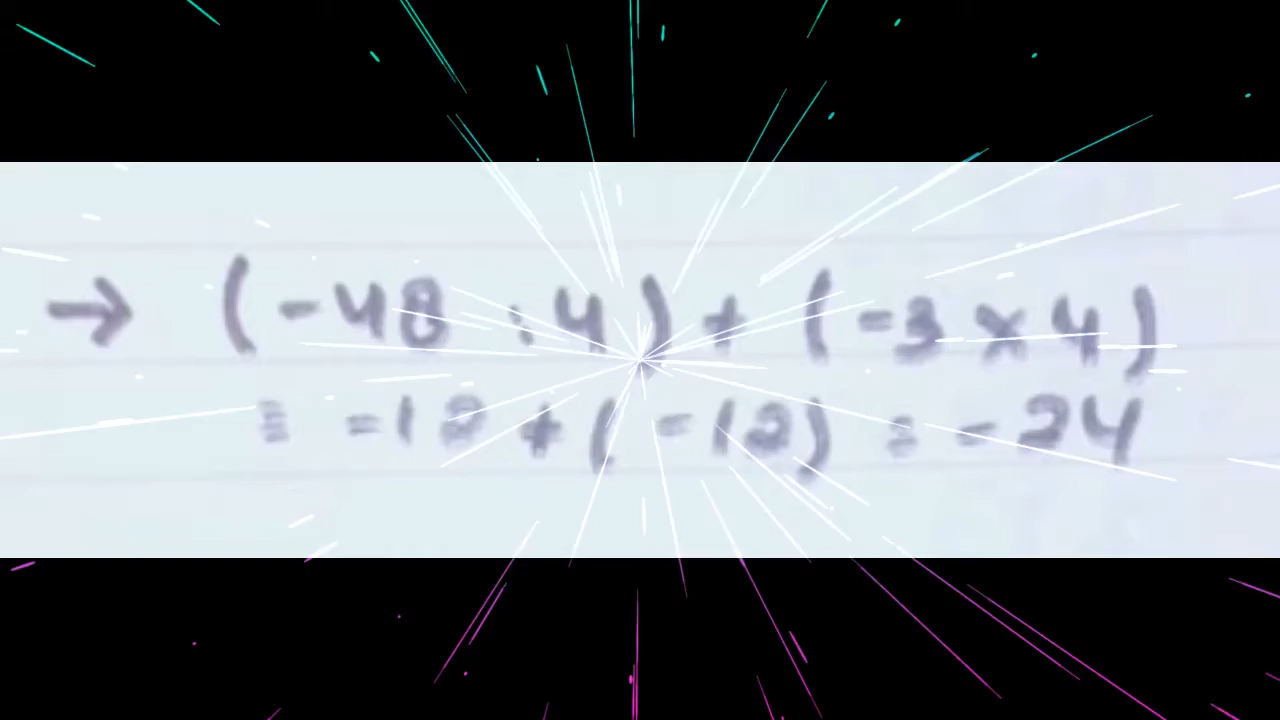 → (-48 : 4) + (-3 × 4)
= -12 + (-12) = -24